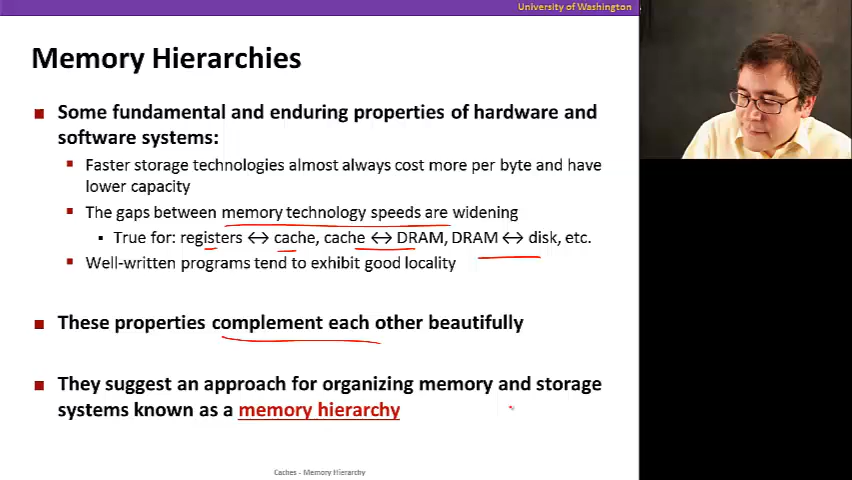 University of Washington
Memory Hierarchies
Some fundamental and enduring properties of hardware and
software systems:
Faster storage technologies almost always cost more per byte and have
lower capacity
The gaps between memory technology speeds are widening
True for: registers ↔ cache, cache ↔ DRAM, DRAM ↔ disk, etc.
Well-written programs tend to exhibit good locality
These properties complement each other beautifully
They suggest an approach for organizing memory and storage
systems known as a memory hierarchy
Caches - Memory Hierarchy